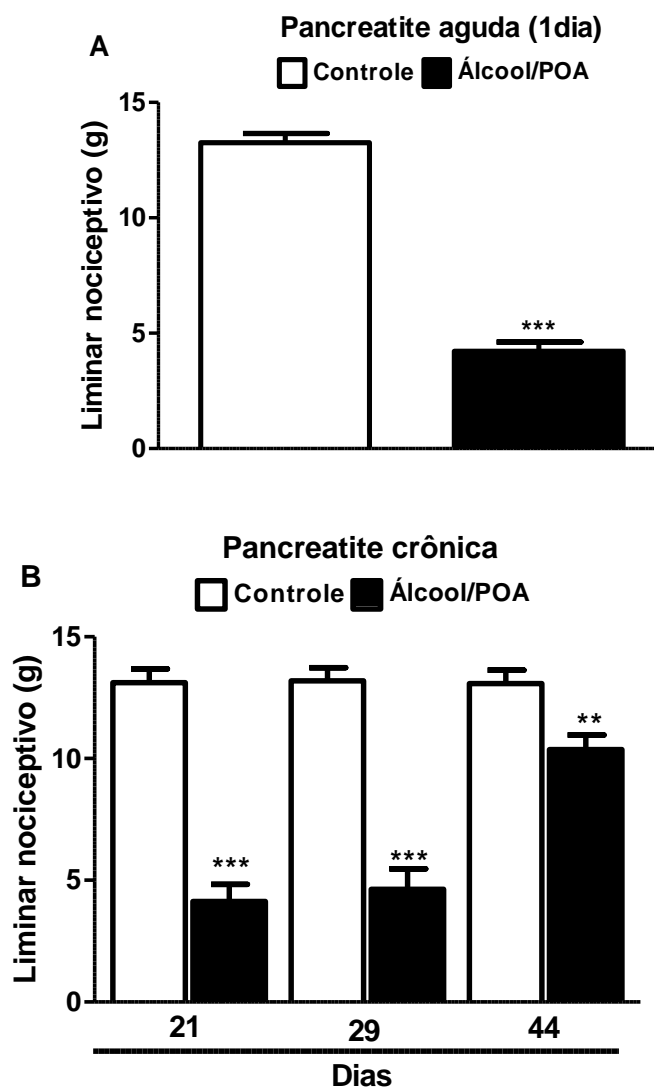 A
Pancreatite aguda (1dia)
Controle Álcool/POA
Liminar nociceptivo (g)
15
10
5
0
***
B
Pancreatite crônica
Controle Álcool/POA
Liminar nociceptivo (g)
15
10
5
0
***
***
**
21 29 44
Dias